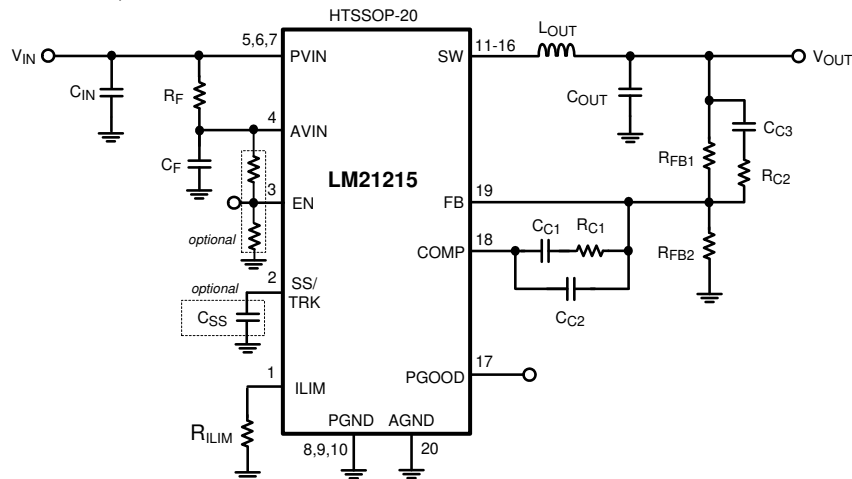 HTSSOP-20
VIN
5,6,7
PVIN
SW
11-16
LOUT
VOUT
CIN
RF
COUT
CC3
4
AVIN
CF
RFB1
RC2
LM21215
3
EN
FB
19
optional
COMP
18
CC1
RC1
RFB2
2
optional
SS/
TRK
CSS
CC2
1
ILIM
PGOOD
17
RILIM
PGND
AGND
8,9,10
20